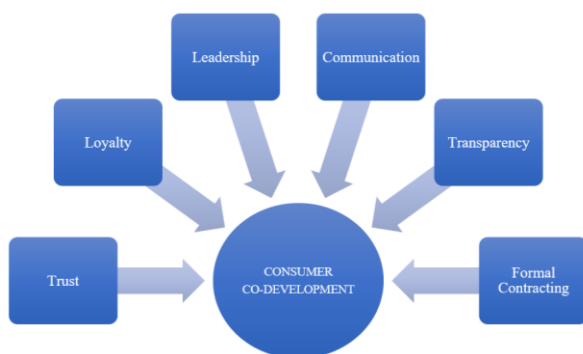 Leadership
Communication
Loyalty
Transparency
Trust
CONSUMER
CO-DEVELOPMENT
Formal
Contracting